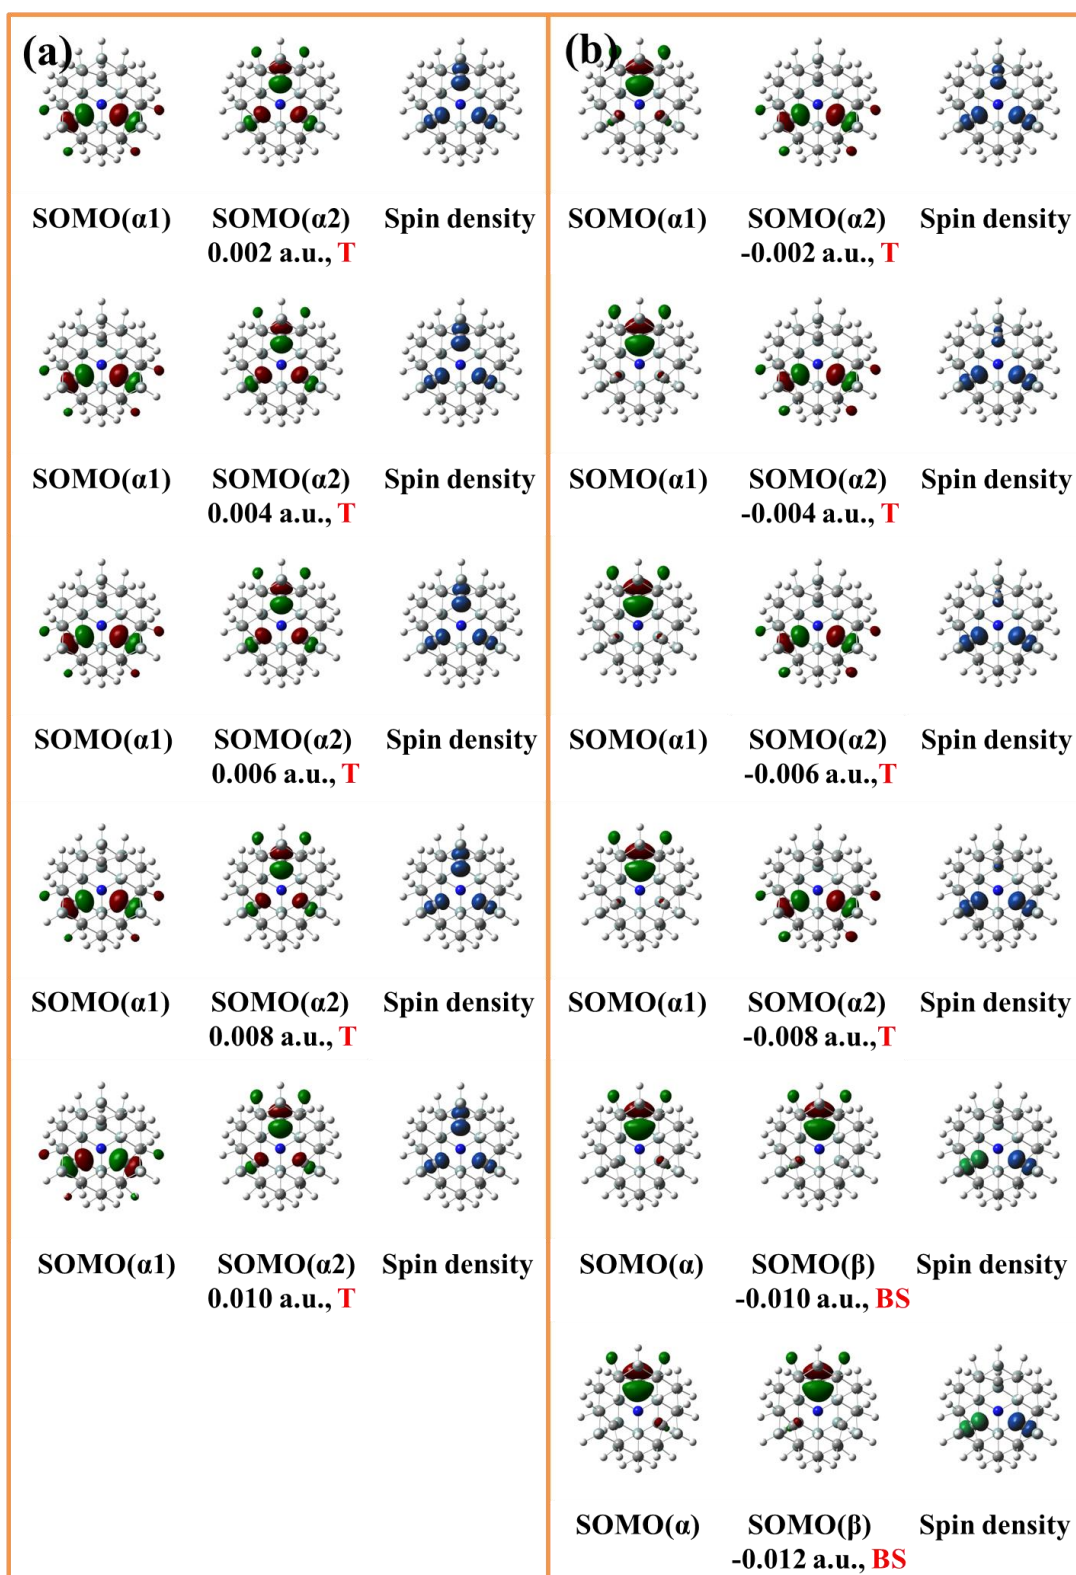 (a)
SOMO(α1) SOMO(α2) Spin density
0.002 a.u., T
SOMO(α1) SOMO(α2) Spin density
0.004 a.u., T
SOMO(α1) SOMO(α2) Spin density
0.006 a.u., T
SOMO(α1) SOMO(α2) Spin density
0.008 a.u., T
SOMO(α1) SOMO(α2) Spin density
0.010 a.u., T
(b)
SOMO(α1) SOMO(α2) Spin density
-0.002 a.u., T
SOMO(α1) SOMO(α2) Spin density
-0.004 a.u., T
SOMO(α1) SOMO(α2) Spin density
-0.006 a.u.,T
SOMO(α1) SOMO(α2) Spin density
-0.008 a.u.,T
SOMO(α) SOMO(β) Spin density
-0.010 a.u., BS
SOMO(α) SOMO(β) Spin density
-0.012 a.u., BS